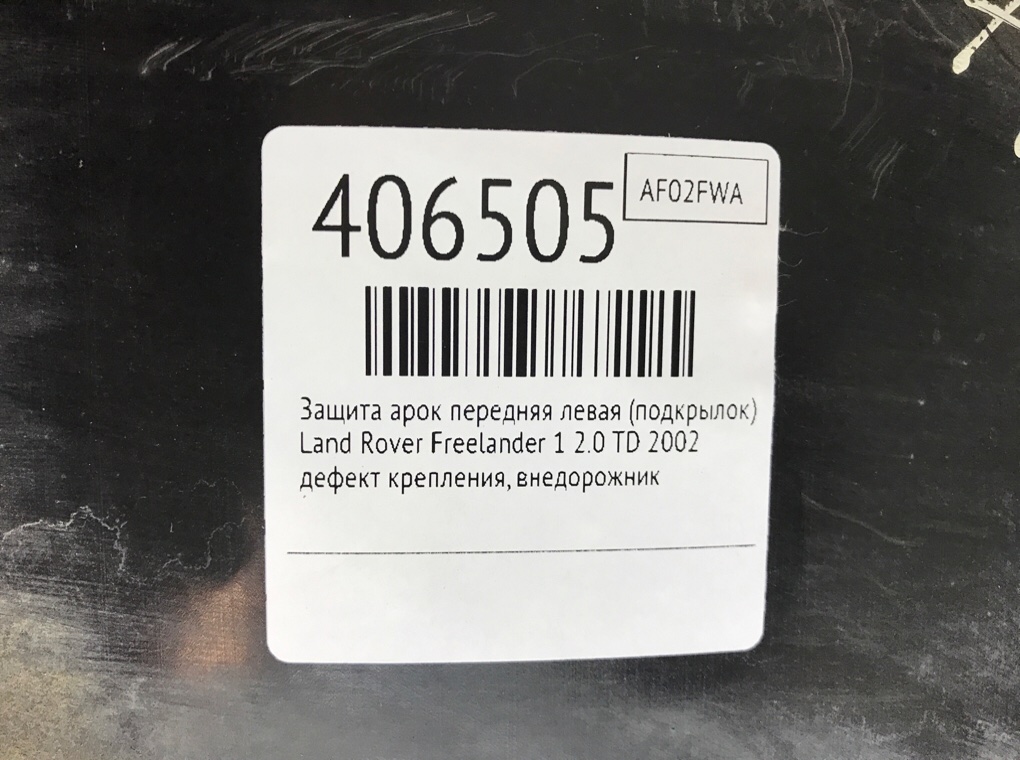 406505
AF02FWA
Защита арок передняя левая (подкрылок)
Land Rover Freelander 1 2.0 TD 2002
дефект крепления, внедорожник